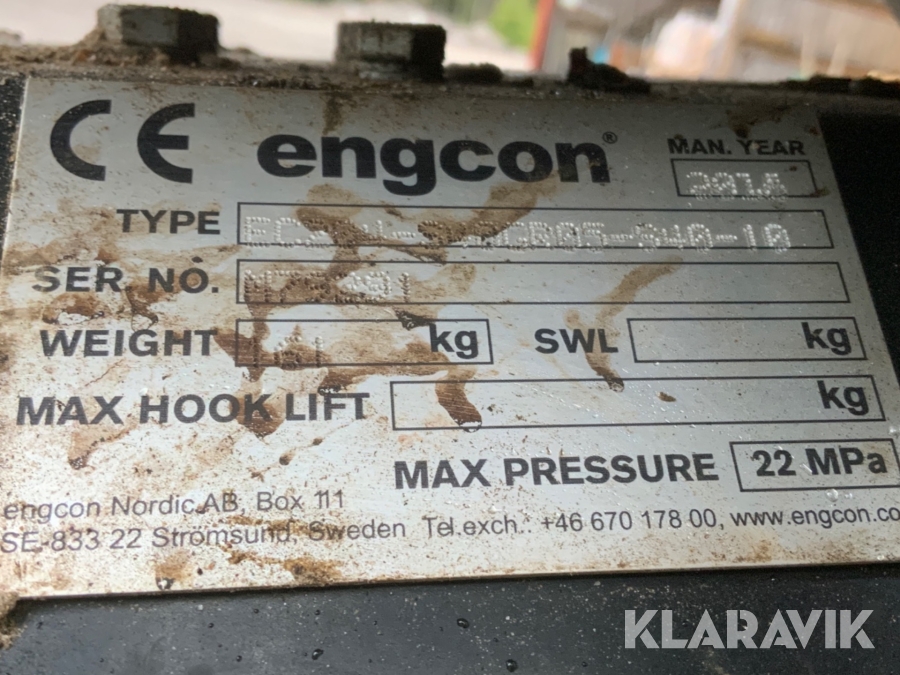 CE engcon® MAN. YEAR
TYPE
SER. NO.
WEIGHT kg SWL kg
MAX HOOK LIFT kg
MAX PRESSURE 22 MPa
engcon Nordic AB, Box 111
SE-833 22 Strömsund, Sweden Tel.exch.: +46 670 178 00, www.engcon.co
KLARAVIK